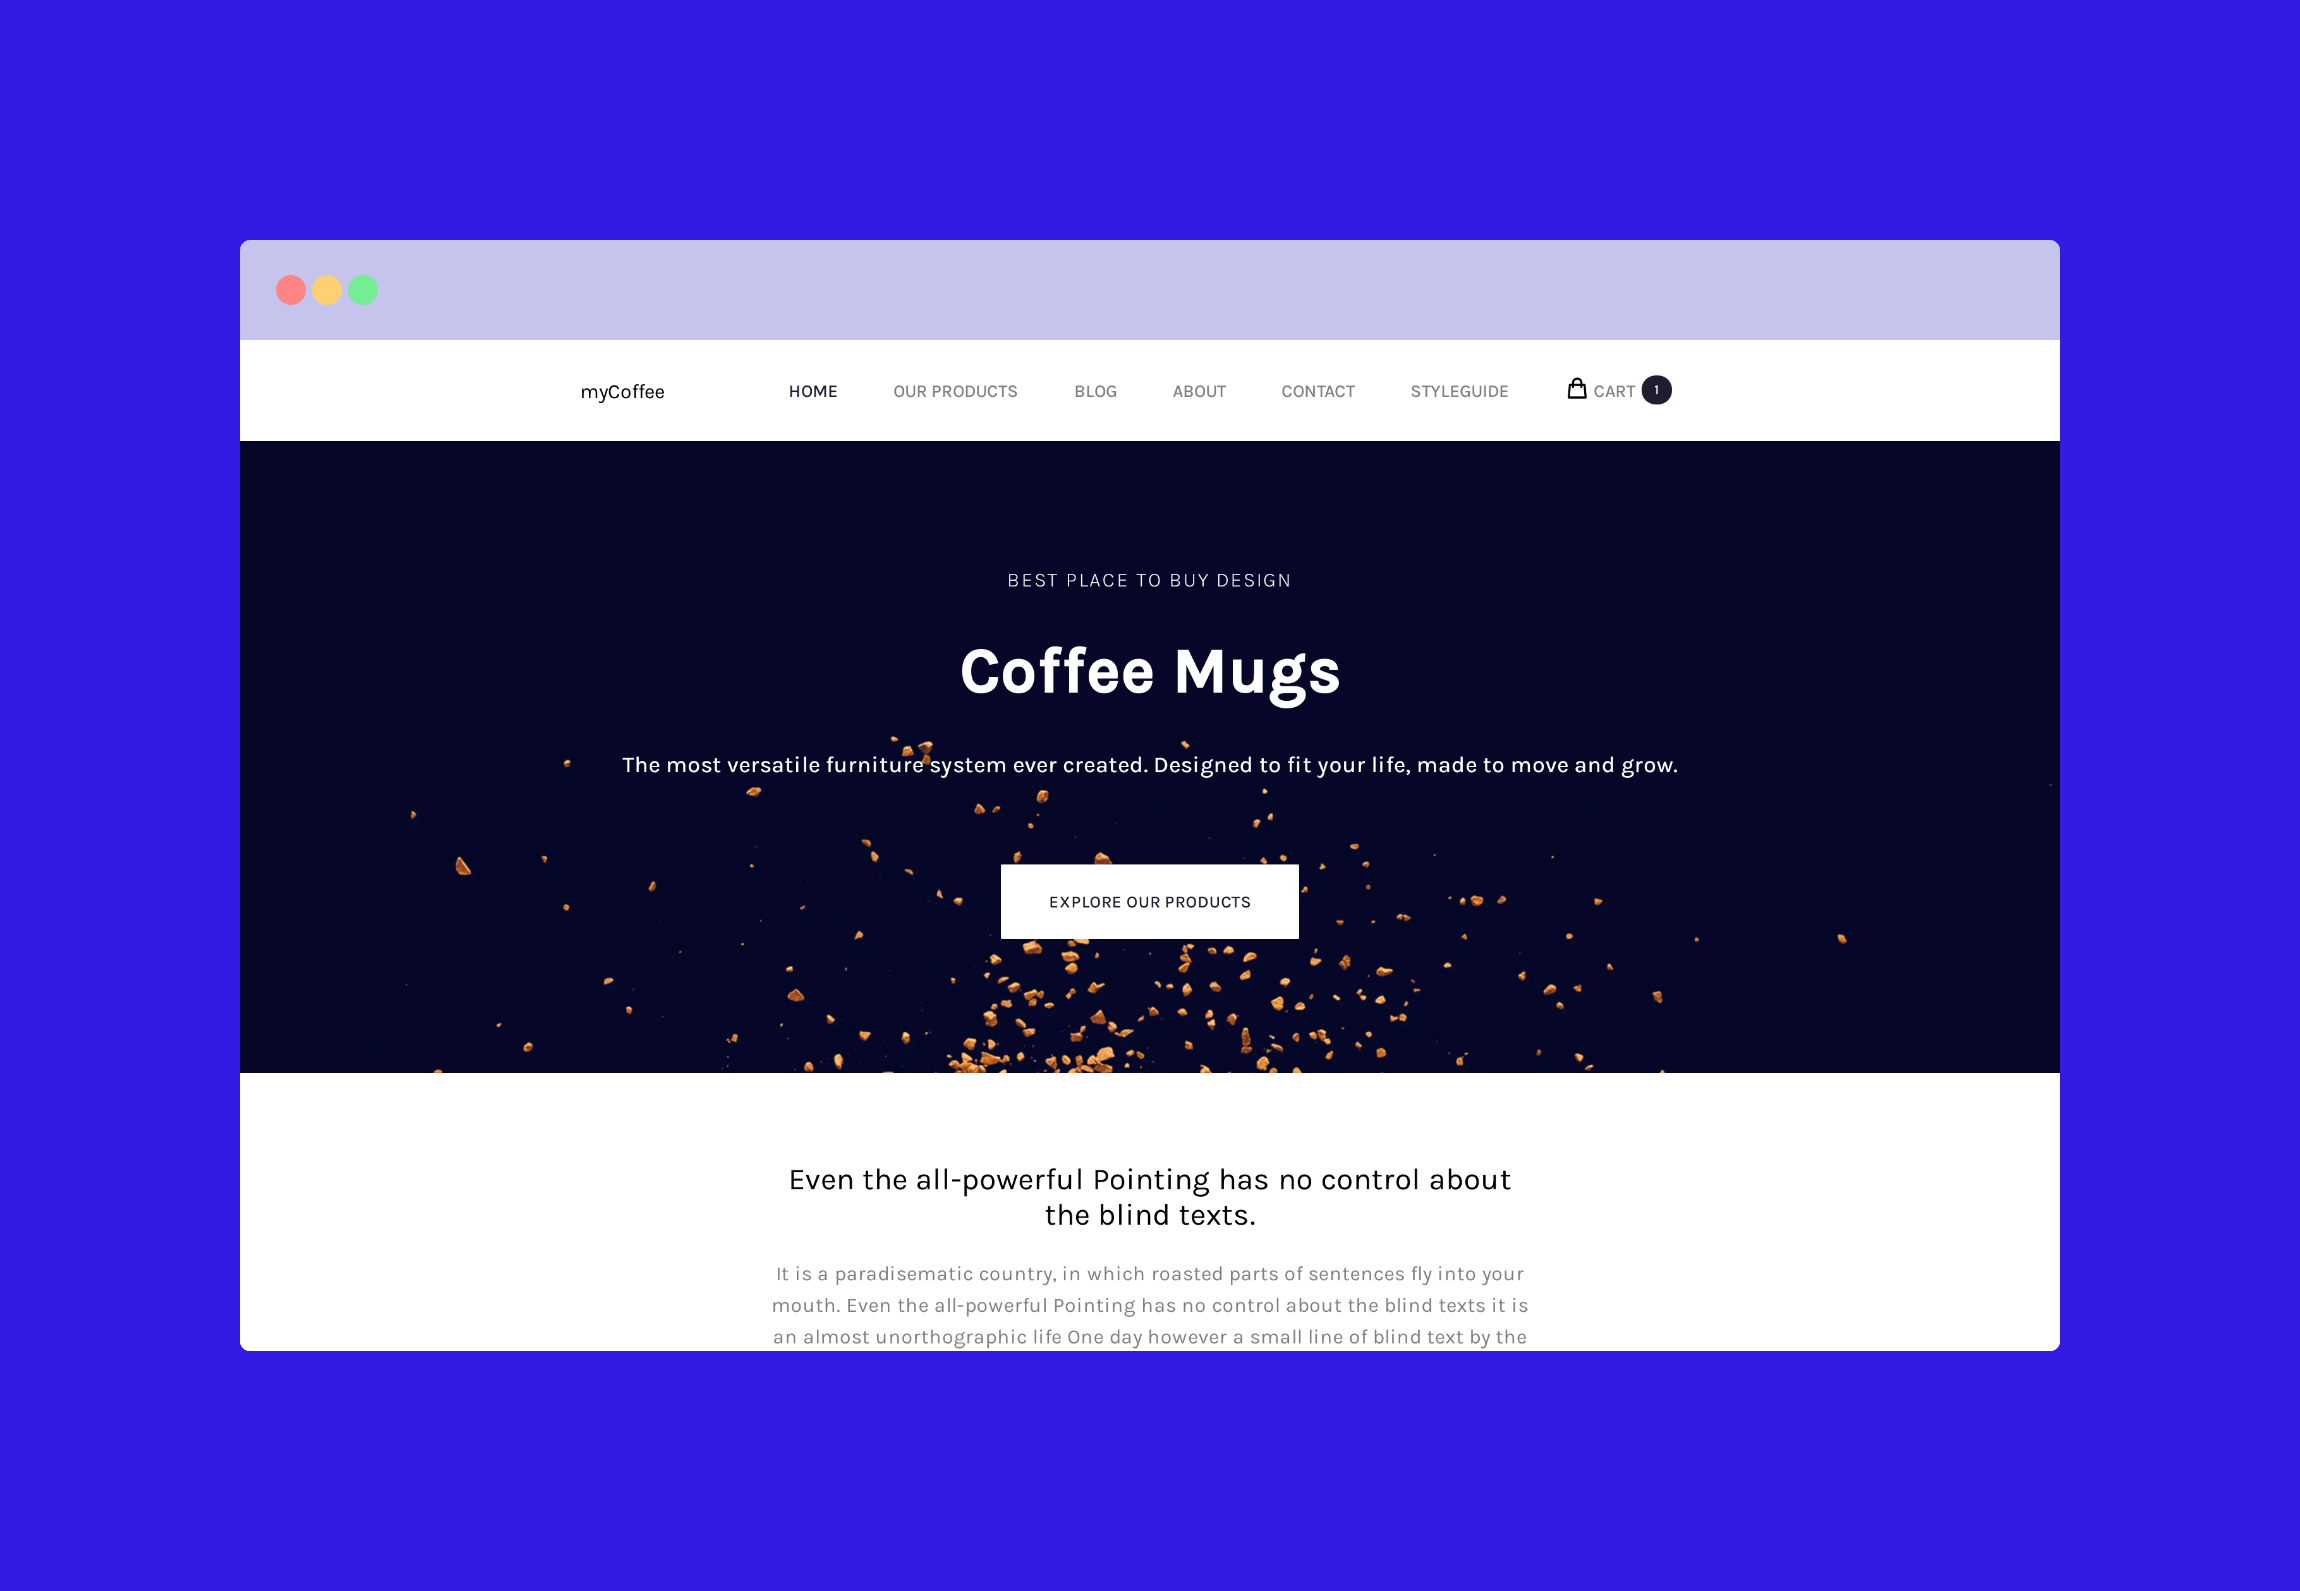 myCoffee
HOME
OUR PRODUCTS
BLOG
ABOUT
CONTACT
STYLEGUIDE
CART
1
BEST PLACE TO BUY DESIGN
Coffee Mugs
The most versatile furniture system ever created. Designed to fit your life, made to move and grow.
EXPLORE OUR PRODUCTS
Even the all-powerful Pointing has no control about
the blind texts.
It is a paradisematic country, in which roasted parts of sentences fly into your
mouth. Even the all-powerful Pointing has no control about the blind texts it is
an almost unorthographic life One day however a small line of blind text by the